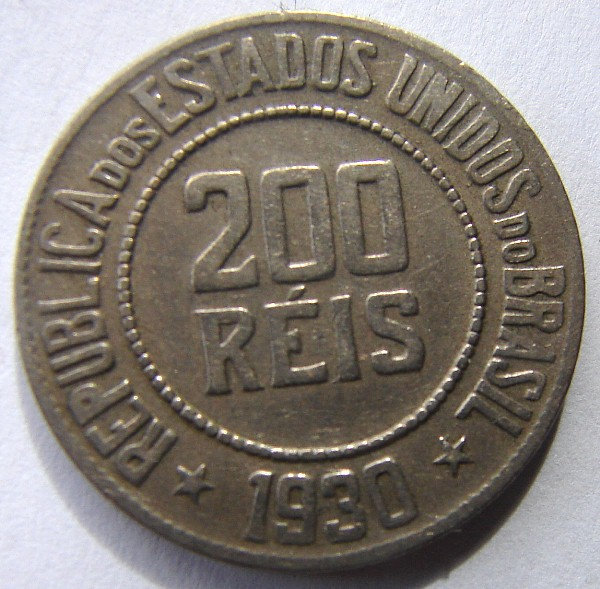 REPUBLICA DOS ESTADOS UNIDOS DO BRASIL
200
RÉIS
1930